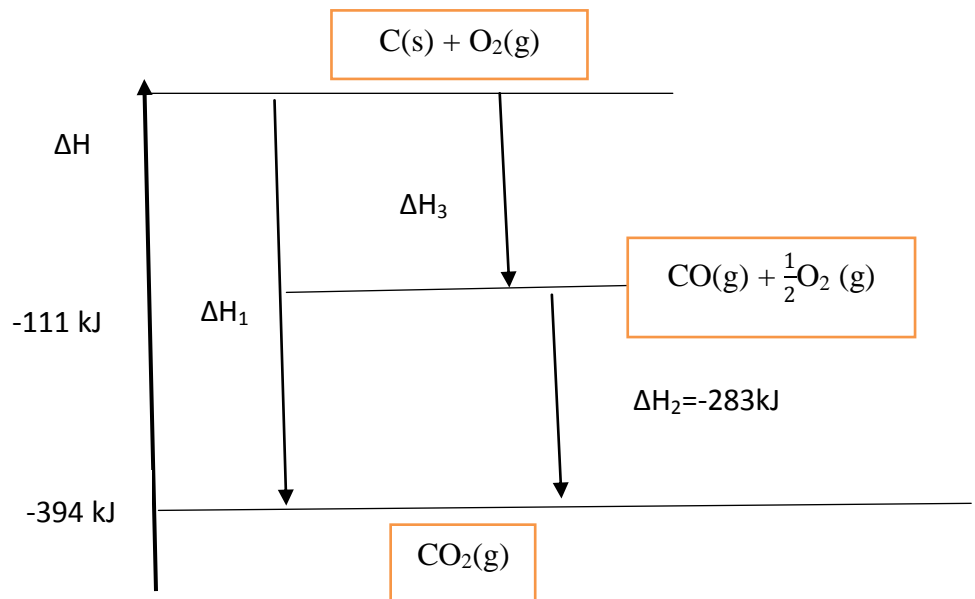 C(s) + O₂(g)
ΔH
ΔH₃
CO(g) + ½O₂ (g)
ΔH₁
-111 kJ
ΔH₂=-283kJ
-394 kJ
CO₂(g)